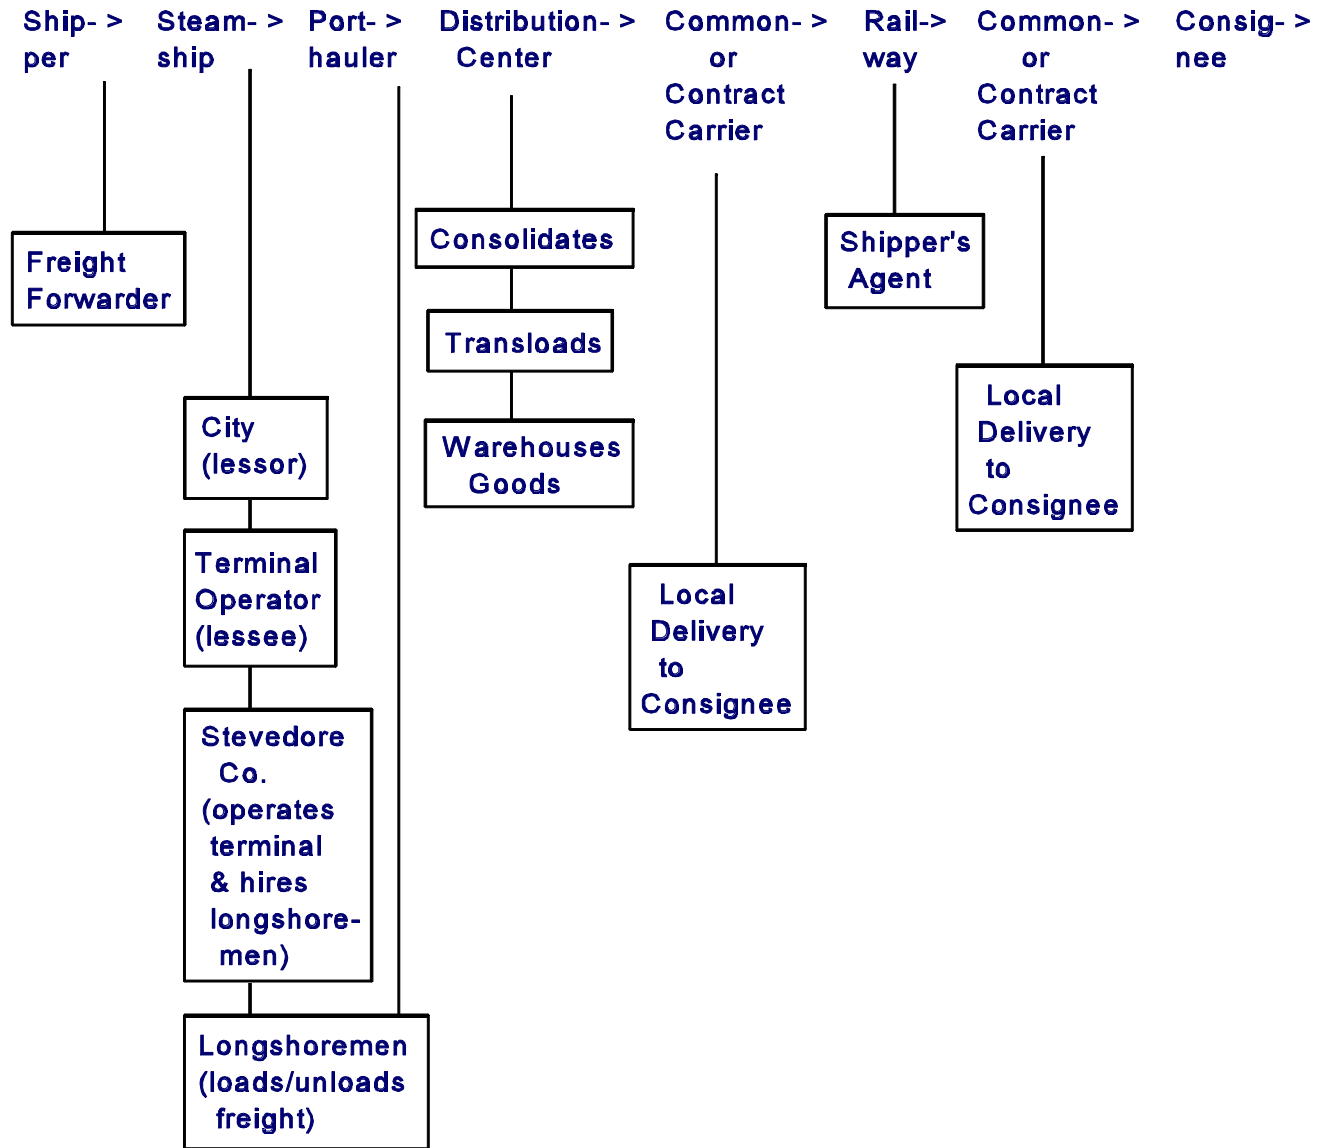 Ship- > Steam- > Port- > Distribution- > Common- > Rail-> Common- > Consig- >
per ship hauler Center or way or nee
Contract Contract
Carrier Carrier
Freight
Forwarder
City
(lessor)
Terminal
Operator
(lessee)
Stevedore
Co.
(operates
terminal
& hires
longshore-
men)
Longshoremen
(loads/unloads
freight)
Consolidates
Transloads
Warehouses
Goods
Local
Delivery
to
Consignee
Shipper's
Agent
Local
Delivery
to
Consignee